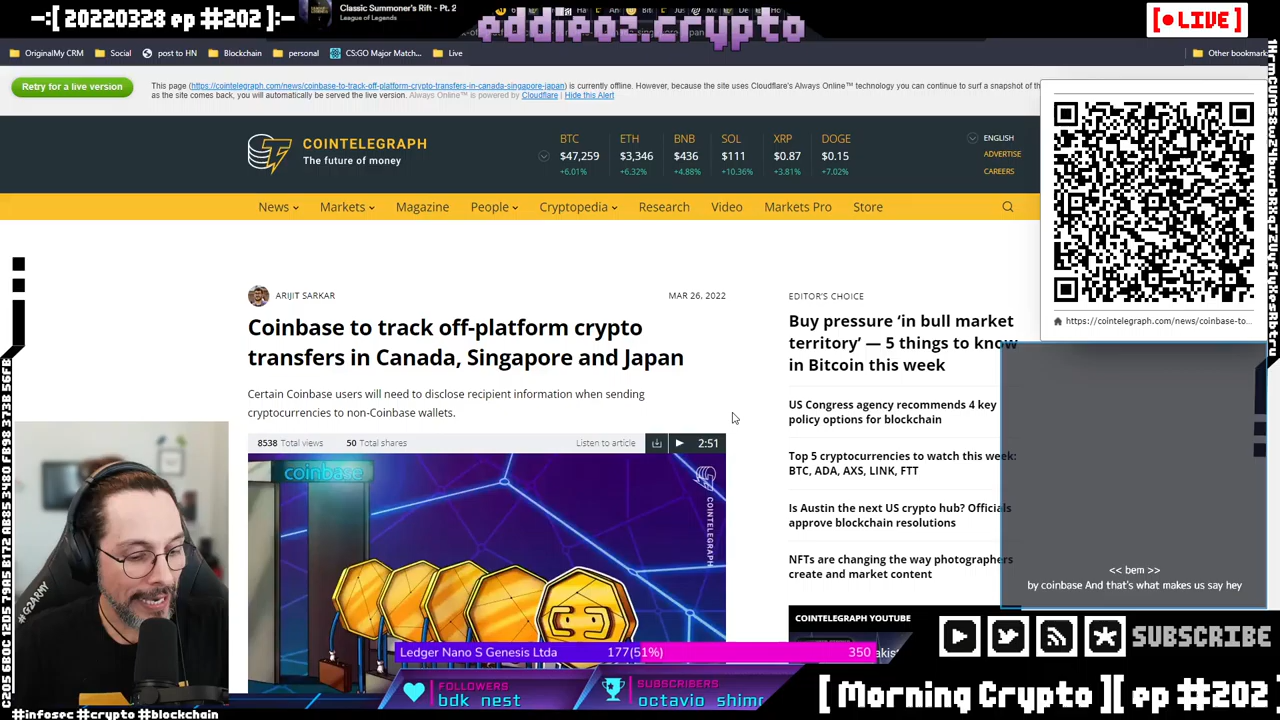 -:[ 20220328 ep #202 ]:-
Classic Summoner's Rift - Pt. 2
League of Legends
eddieoz.crypto
[ LIVE ]
OriginalMy CRM
Social
post to HN
Blockchain
personal
CS:GO Major Match...
Live
Other bookmark
Retry for a live version
This page (https://cointelegraph.com/news/coinbase-to-track-off-platform-crypto-transfers-in-canada-singapore-japan) is currently offline. However, because the site uses Cloudflare's Always Online™ technology you can continue to surf a snapshot of th
as the site comes back, you will automatically be served the live version. Always Online™ is powered by Cloudflare | Hide this Alert
COINTELEGRAPH
The future of money
BTC ETH BNB SOL XRP DOGE
$47,259 $3,346 $436 $111 $0.87 $0.15
+6.01% +6.32% +4.88% +10.36% +3.81% +7.02%
ENGLISH
ADVERTISE
CAREERS
News Markets Magazine People Cryptopedia Research Video Markets Pro Store
ARIJIT SARKAR
MAR 26, 2022
Coinbase to track off-platform crypto
transfers in Canada, Singapore and Japan
Certain Coinbase users will need to disclose recipient information when sending
cryptocurrencies to non-Coinbase wallets.
8538 Total views 50 Total shares
Listen to article
2:51
coinbase
COINTELEGRAPH
EDITOR'S CHOICE
Buy pressure ‘in bull market
territory’ — 5 things to know
in Bitcoin this week
US Congress agency recommends 4 key
policy options for blockchain
Top 5 cryptocurrencies to watch this week:
BTC, ADA, AXS, LINK, FTT
Is Austin the next US crypto hub? Officials
approve blockchain resolutions
NFTs are changing the way photographers
create and market content
COINTELEGRAPH YOUTUBE
https://cointelegraph.com/news/coinbase-to...
<< bem >>
by coinbase And that's what makes us say hey
SUBSCRIBE
Ledger Nano S Genesis Ltda 177(51%) 350
FOLLOWERS
bdk_nest
SUBSCRIBERS
octavio_shim
[ Morning Crypto ][ ep #202
#infosec #crypto #blockchain